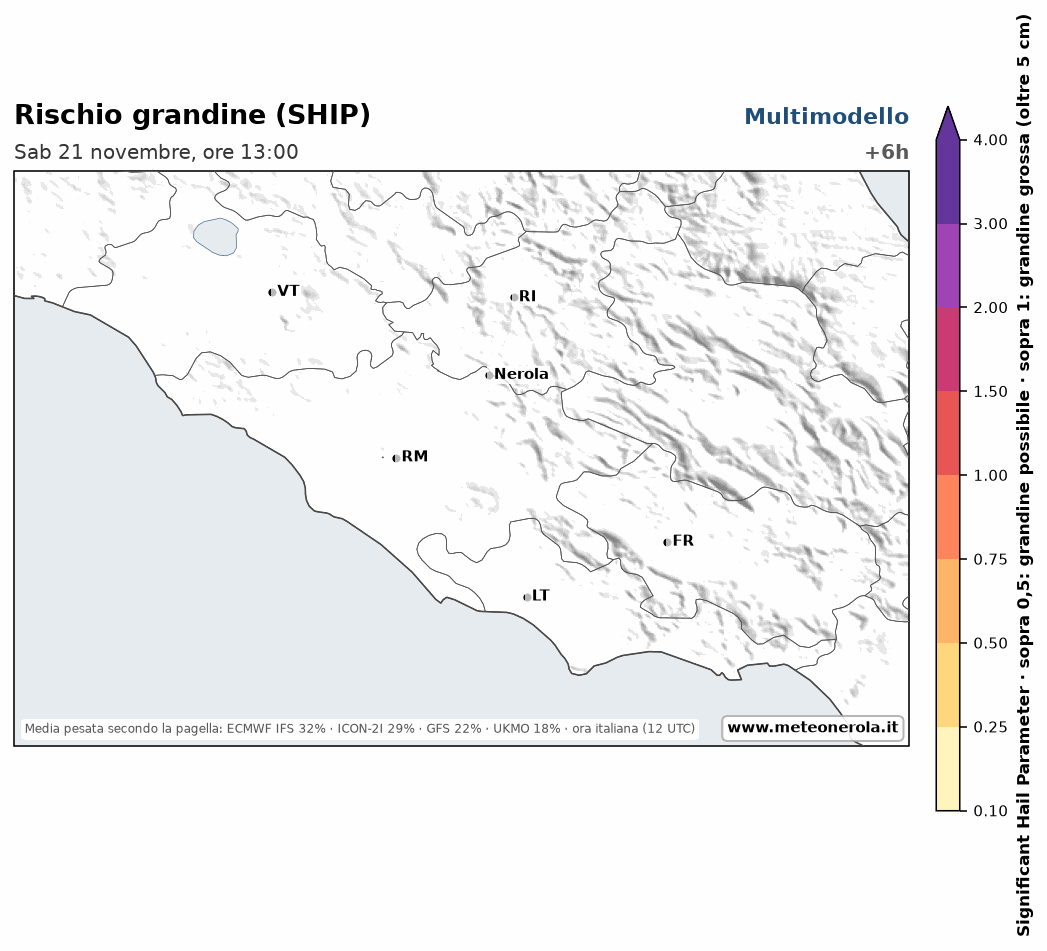 Rischio grandine (SHIP)
Multimodello
Sab 21 novembre, ore 13:00
+6h
VT
RI
Nerola
RM
FR
LT
Media pesata secondo la pagella: ECMWF IFS 32% · ICON-2I 29% · GFS 22% · UKMO 18% · ora italiana (12 UTC)
www.meteonerola.it
4.00
3.00
2.00
1.50
1.00
0.75
0.50
0.25
0.10
Significant Hail Parameter · sopra 0,5: grandine possibile · sopra 1: grandine grossa (oltre 5 cm)